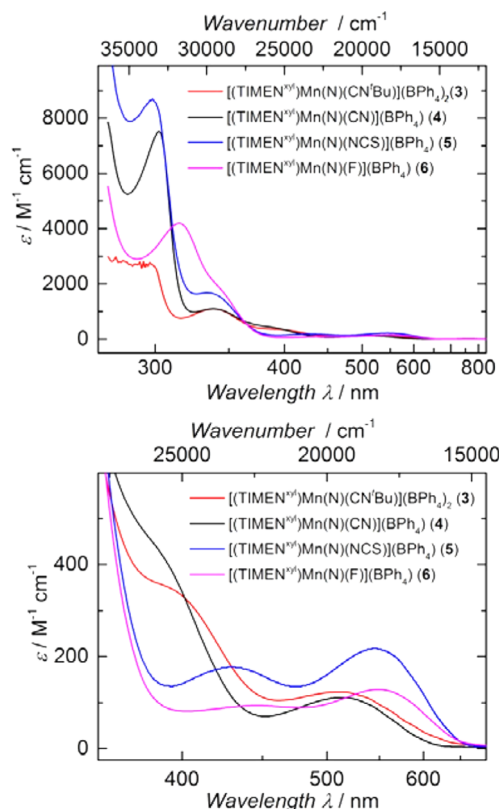 Wavenumber / cm⁻¹
35000 30000 25000 20000 15000
[(TIMENˣʸˡ)Mn(N)(CNᵗBu)](BPh₄)₂(3)
[(TIMENˣʸˡ)Mn(N)(CN)](BPh₄) (4)
[(TIMENˣʸˡ)Mn(N)(NCS)](BPh₄) (5)
[(TIMENˣʸˡ)Mn(N)(F)](BPh₄) (6)
8000
6000
4000
2000
0
ε / M⁻¹ cm⁻¹
300 400 500 600 700 800
Wavelength λ / nm
Wavenumber / cm⁻¹
25000 20000 15000
[(TIMENˣʸˡ)Mn(N)(CNᵗBu)](BPh₄)₂ (3)
[(TIMENˣʸˡ)Mn(N)(CN)](BPh₄) (4)
[(TIMENˣʸˡ)Mn(N)(NCS)](BPh₄) (5)
[(TIMENˣʸˡ)Mn(N)(F)](BPh₄) (6)
400
200
0
ε / M⁻¹ cm⁻¹
400 500 600
Wavelength λ / nm